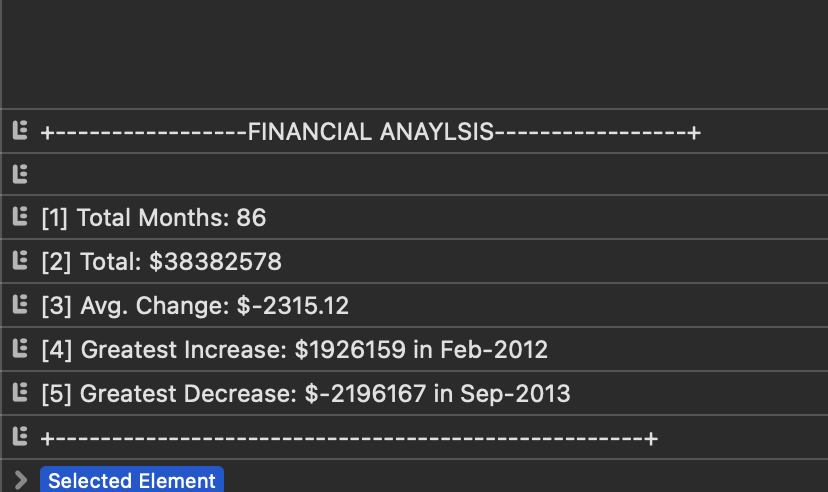 +-----------------FINANCIAL ANAYLSIS-----------------+
[1] Total Months: 86
[2] Total: $38382578
[3] Avg. Change: $-2315.12
[4] Greatest Increase: $1926159 in Feb-2012
[5] Greatest Decrease: $-2196167 in Sep-2013
+----------------------------------------------------+
Selected Element